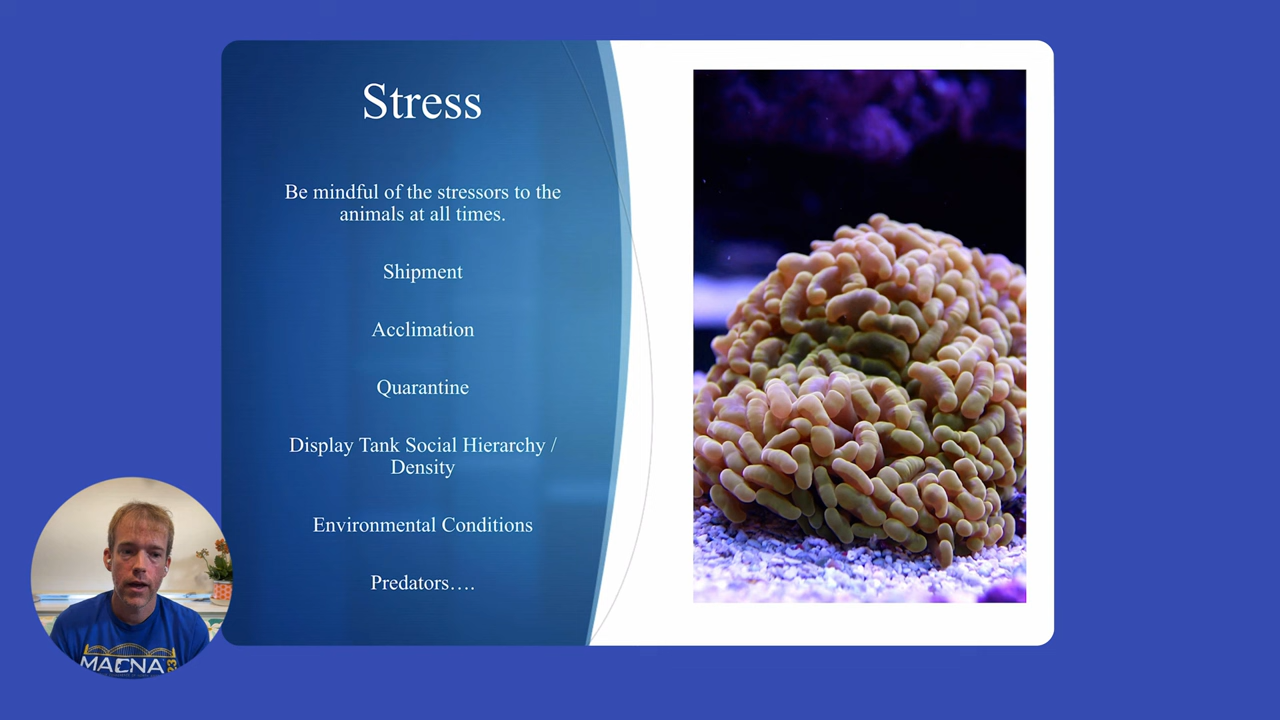 Stress
Be mindful of the stressors to the
animals at all times.
Shipment
Acclimation
Quarantine
Display Tank Social Hierarchy /
Density
Environmental Conditions
Predators….
MACNA
23